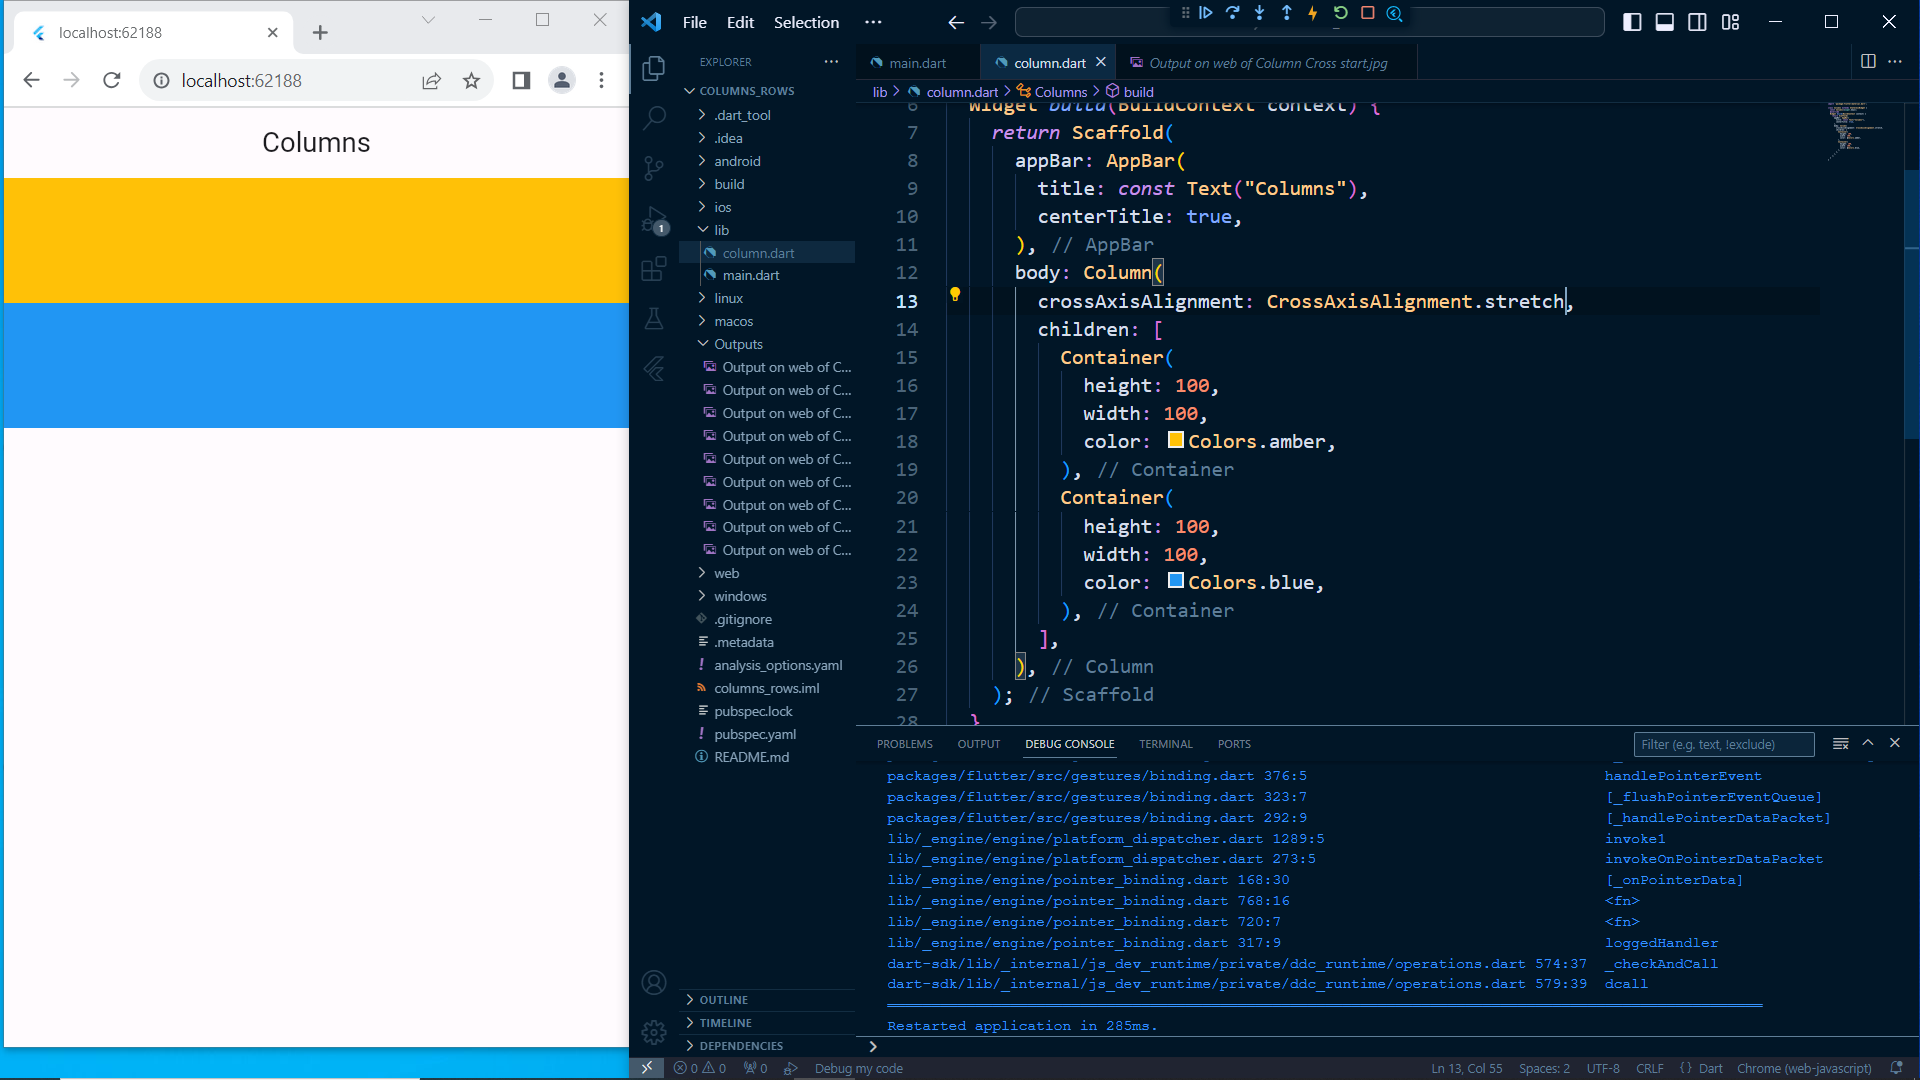 localhost:62188
localhost:62188
Columns
File Edit Selection
EXPLORER
COLUMNS_ROWS
.dart_tool
.idea
android
build
ios
lib
column.dart
main.dart
linux
macos
Outputs
Output on web of C...
Output on web of C...
Output on web of C...
Output on web of C...
Output on web of C...
Output on web of C...
Output on web of C...
Output on web of C...
Output on web of C...
web
windows
.gitignore
.metadata
analysis_options.yaml
columns_rows.iml
pubspec.lock
pubspec.yaml
README.md
OUTLINE
TIMELINE
DEPENDENCIES
1
main.dart column.dart Output on web of Column Cross start.jpg
lib > column.dart > Columns > build
6 Widget build(BuildContext context) {
7 return Scaffold(
8 appBar: AppBar(
9 title: const Text("Columns"),
10 centerTitle: true,
11 ), // AppBar
12 body: Column(
13 crossAxisAlignment: CrossAxisAlignment.stretch,
14 children: [
15 Container(
16 height: 100,
17 width: 100,
18 color: Colors.amber,
19 ), // Container
20 Container(
21 height: 100,
22 width: 100,
23 color: Colors.blue,
24 ), // Container
25 ],
26 ), // Column
27 ); // Scaffold
28 }
PROBLEMS OUTPUT DEBUG CONSOLE TERMINAL PORTS Filter (e.g. text, !exclude)
packages/flutter/src/gestures/binding.dart 376:5 handlePointerEvent
packages/flutter/src/gestures/binding.dart 323:7 [_flushPointerEventQueue]
packages/flutter/src/gestures/binding.dart 292:9 [_handlePointerDataPacket]
lib/_engine/engine/platform_dispatcher.dart 1289:5 invoke1
lib/_engine/engine/platform_dispatcher.dart 273:5 invokeOnPointerDataPacket
lib/_engine/engine/pointer_binding.dart 168:30 [_onPointerData]
lib/_engine/engine/pointer_binding.dart 768:16 <fn>
lib/_engine/engine/pointer_binding.dart 720:7 <fn>
lib/_engine/engine/pointer_binding.dart 317:9 loggedHandler
dart-sdk/lib/_internal/js_dev_runtime/private/ddc_runtime/operations.dart 574:37 _checkAndCall
dart-sdk/lib/_internal/js_dev_runtime/private/ddc_runtime/operations.dart 579:39 dcall
Restarted application in 285ms.
0 0 0 Debug my code Ln 13, Col 55 Spaces: 2 UTF-8 CRLF {} Dart Chrome (web-javascript)